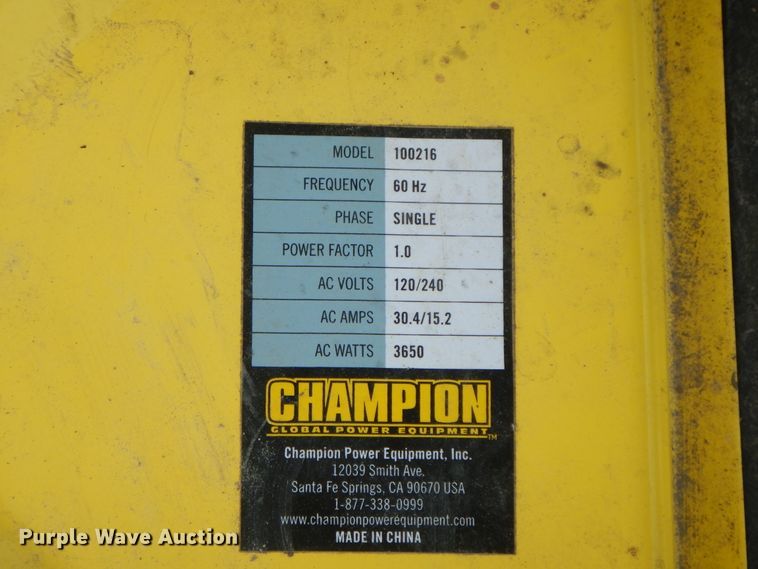 MODEL 100216
FREQUENCY 60 Hz
PHASE SINGLE
POWER FACTOR 1.0
AC VOLTS 120/240
AC AMPS 30.4/15.2
AC WATTS 3650
CHAMPION
GLOBAL POWER EQUIPMENT TM
Champion Power Equipment, Inc.
12039 Smith Ave.
Santa Fe Springs, CA 90670 USA
1-877-338-0999
www.championpowerequipment.com
MADE IN CHINA
Purple Wave Auction